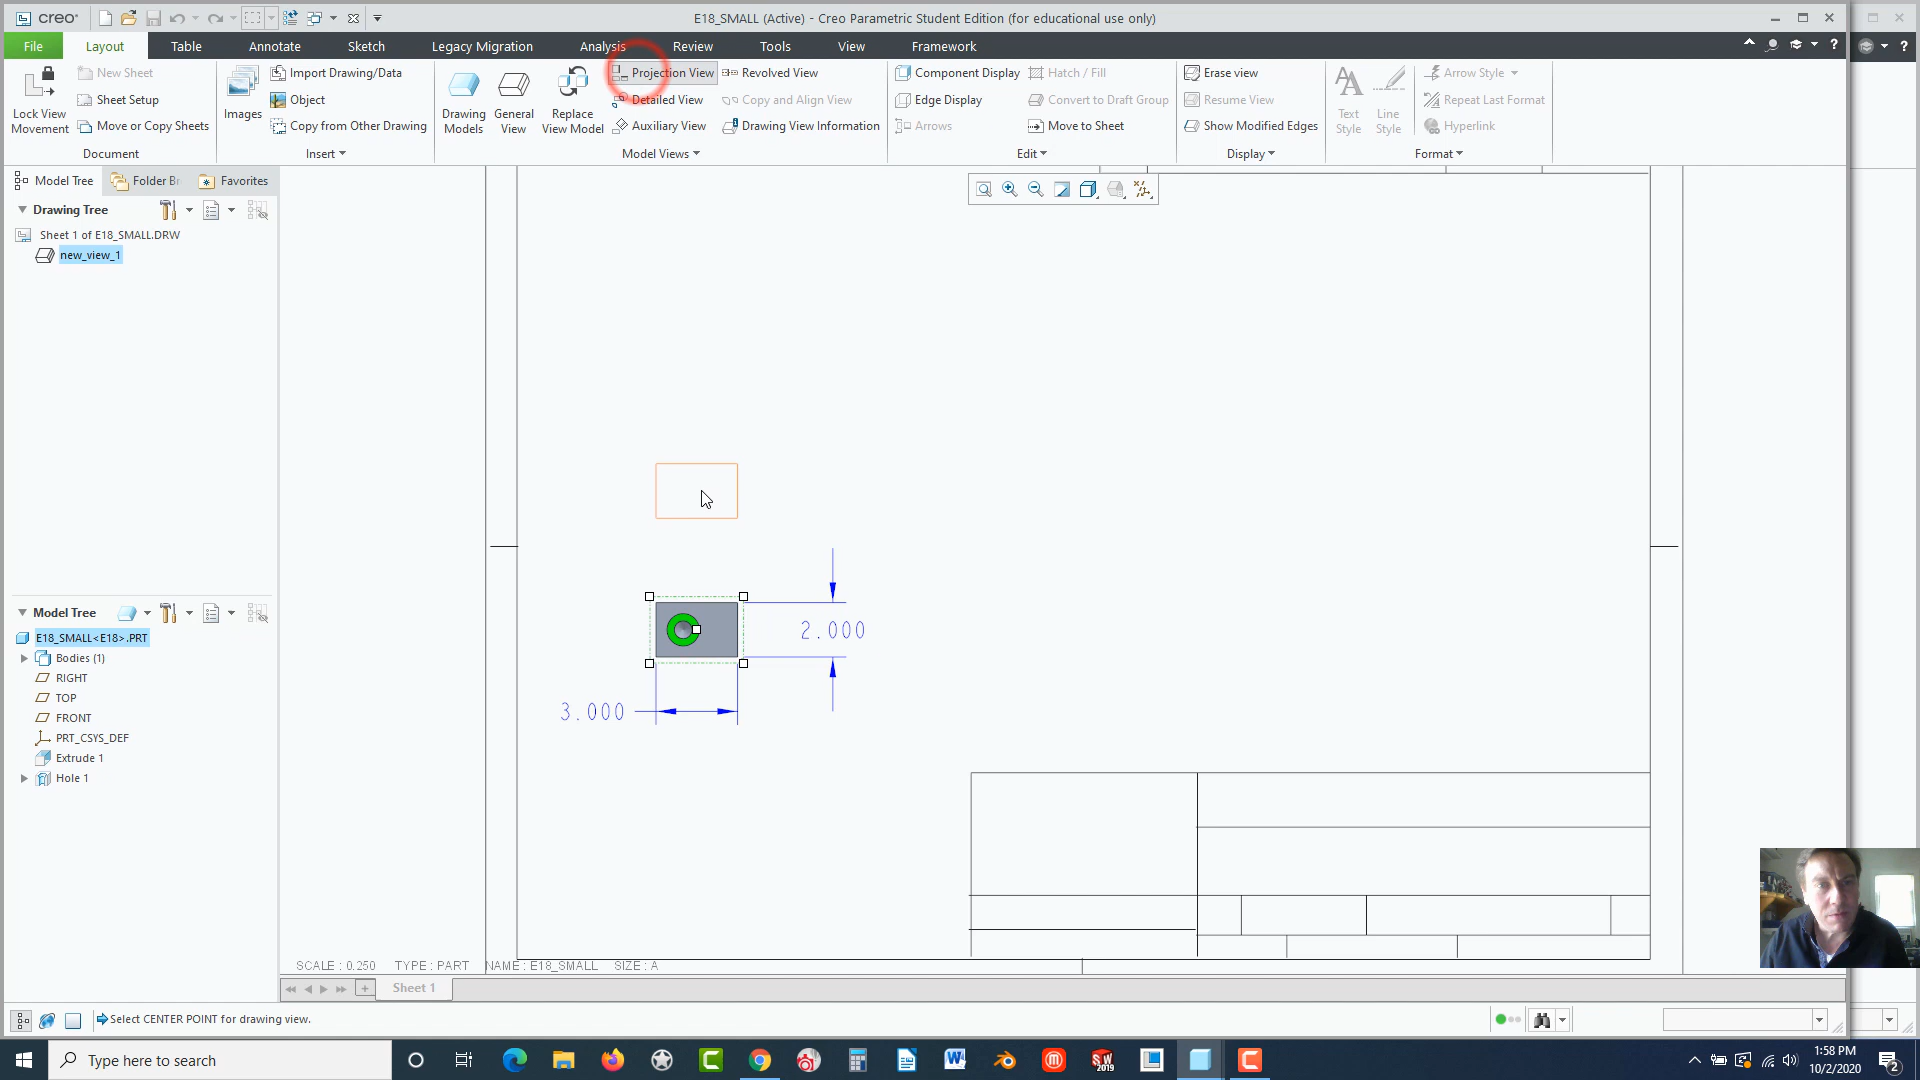 creo
E18_SMALL (Active) - Creo Parametric Student Edition (for educational use only)
File Layout Table Annotate Sketch Legacy Migration Analysis Review Tools View Framework
Lock View Movement
New Sheet
Sheet Setup
Move or Copy Sheets
Document
Images
Import Drawing/Data
Object
Copy from Other Drawing
Insert
Drawing Models
General View
Replace View Model
Projection View
Detailed View
Auxiliary View
Revolved View
Copy and Align View
Drawing View Information
Model Views
Component Display
Edge Display
Arrows
Hatch / Fill
Convert to Draft Group
Move to Sheet
Edit
Erase view
Resume View
Show Modified Edges
Display
Text Style
Line Style
Arrow Style
Repeat Last Format
Hyperlink
Format
Model Tree Folder Br Favorites
Drawing Tree
Sheet 1 of E18_SMALL.DRW
new_view_1
Model Tree
E18_SMALL<E18>.PRT
Bodies (1)
RIGHT
TOP
FRONT
PRT_CSYS_DEF
Extrude 1
Hole 1
2.000
3.000
SCALE : 0.250 TYPE : PART NAME : E18_SMALL SIZE : A
Sheet 1
Select CENTER POINT for drawing view.
Type here to search
SW
2019
1:58 PM
10/2/2020
2